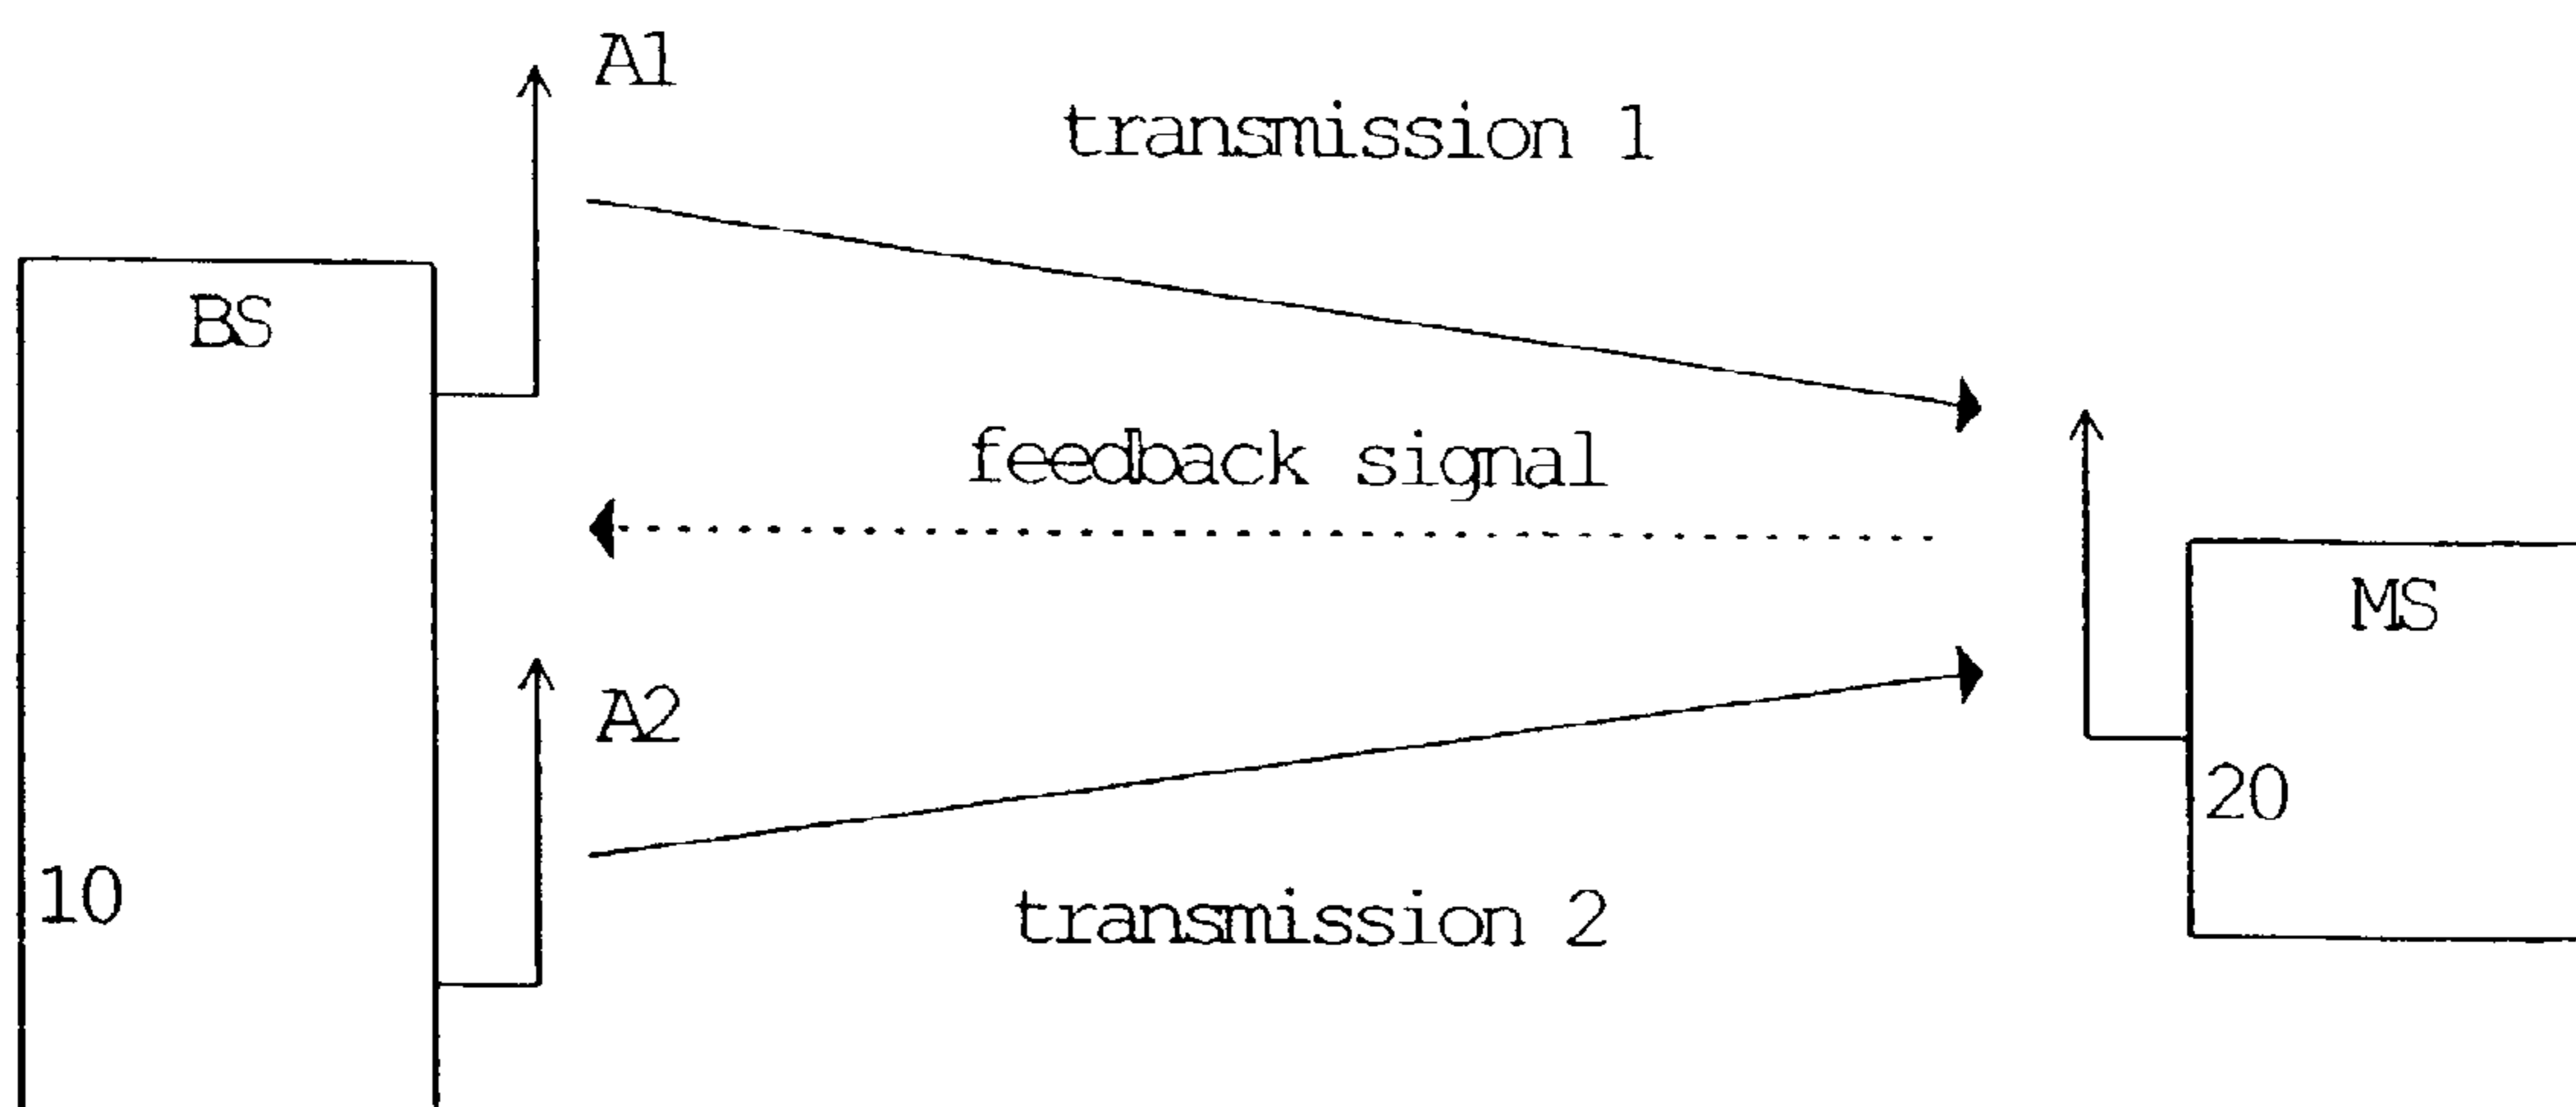 A1
transmission 1
BS
feedback signal
MS
A2
20
10
transmission 2